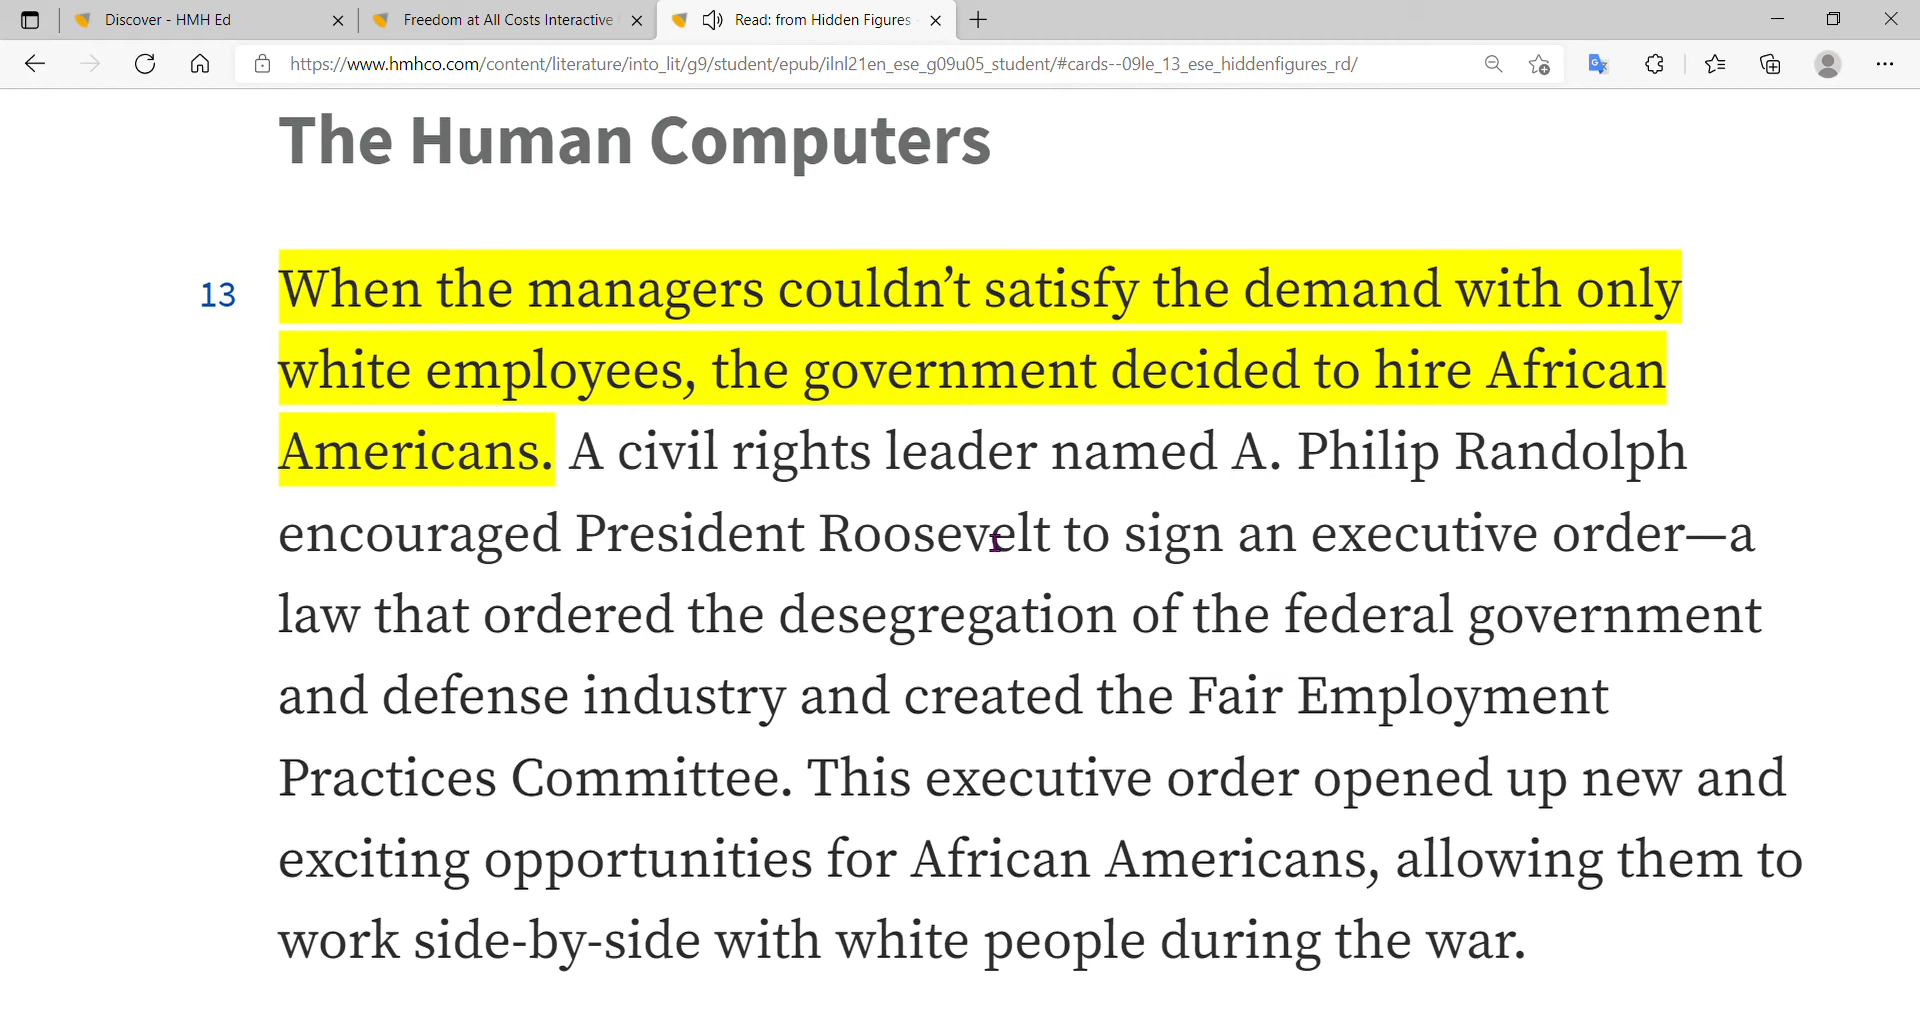 Discover - HMH Ed
Freedom at All Costs Interactive
Read: from Hidden Figures
https://www.hmhco.com/content/literature/into_lit/g9/student/epub/ilnl21en_ese_g09u05_student/#cards--09le_13_ese_hiddenfigures_rd/
The Human Computers
13 When the managers couldn’t satisfy the demand with only
white employees, the government decided to hire African
Americans. A civil rights leader named A. Philip Randolph
encouraged President Roosevelt to sign an executive order—a
law that ordered the desegregation of the federal government
and defense industry and created the Fair Employment
Practices Committee. This executive order opened up new and
exciting opportunities for African Americans, allowing them to
work side-by-side with white people during the war.